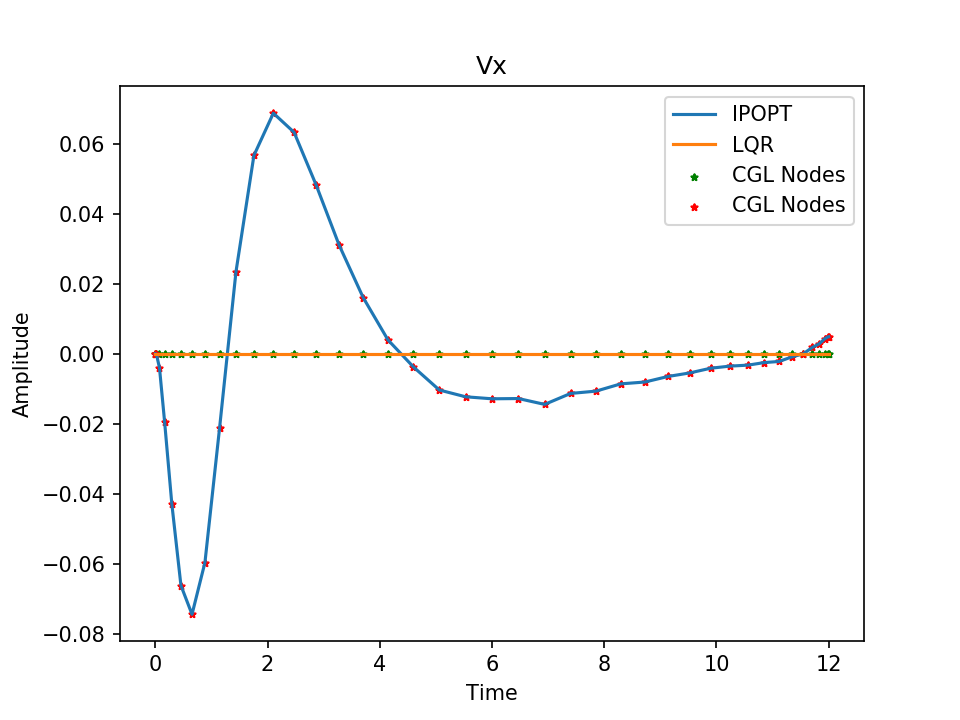 Vx
IPOPT
LQR
CGL Nodes
CGL Nodes
0.06
0.04
0.02
0.00
−0.02
−0.04
−0.06
−0.08
Amplitude
0 2 4 6 8 10 12
Time